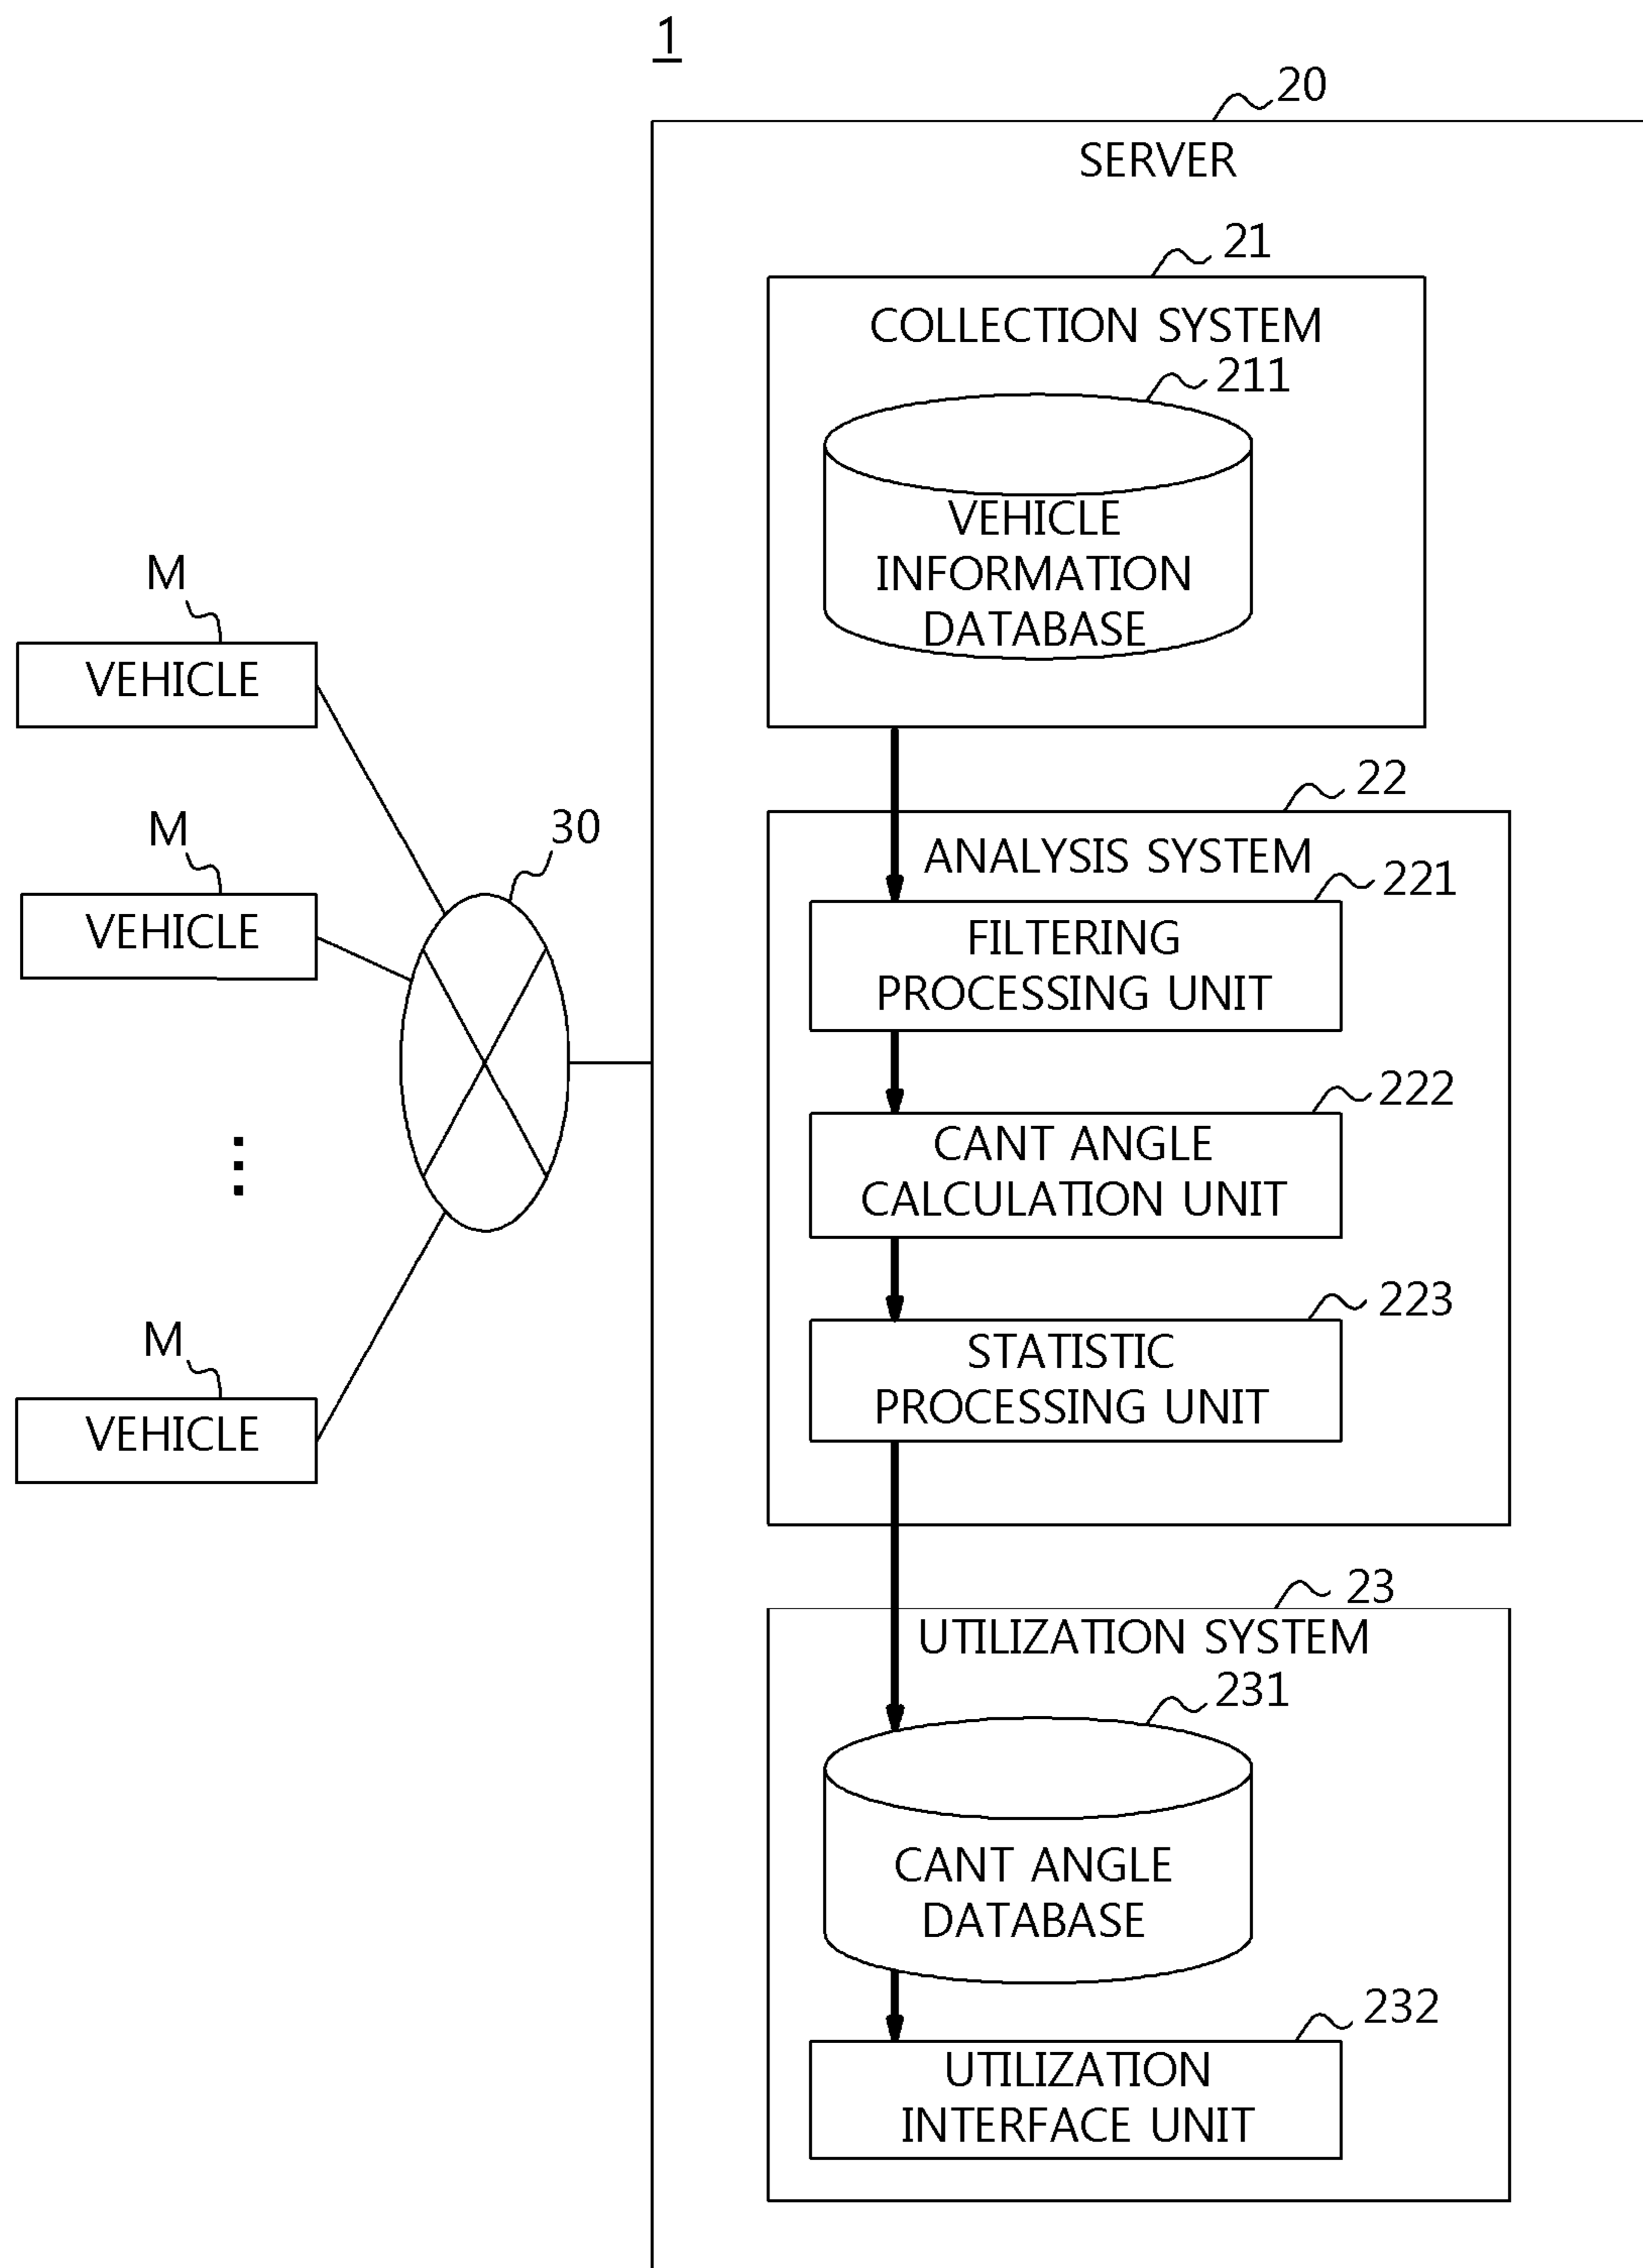 1
20
SERVER
21
COLLECTION SYSTEM
211
VEHICLE
INFORMATION
DATABASE
M
VEHICLE
M
VEHICLE
30
M
VEHICLE
22
ANALYSIS SYSTEM
221
FILTERING
PROCESSING UNIT
222
CANT ANGLE
CALCULATION UNIT
223
STATISTIC
PROCESSING UNIT
23
UTILIZATION SYSTEM
231
CANT ANGLE
DATABASE
232
UTILIZATION
INTERFACE UNIT